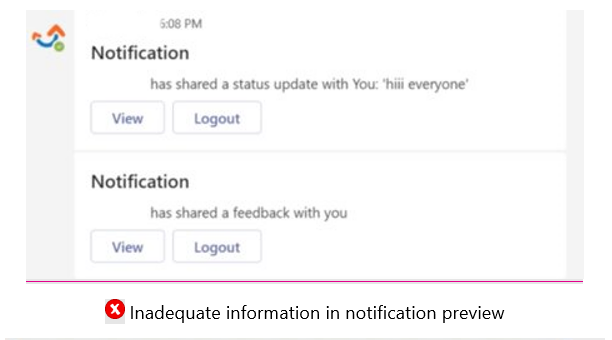 6:08 PM
Notification
has shared a status update with You: 'hiii everyone'
View Logout
Notification
has shared a feedback with you
View Logout
Inadequate information in notification preview